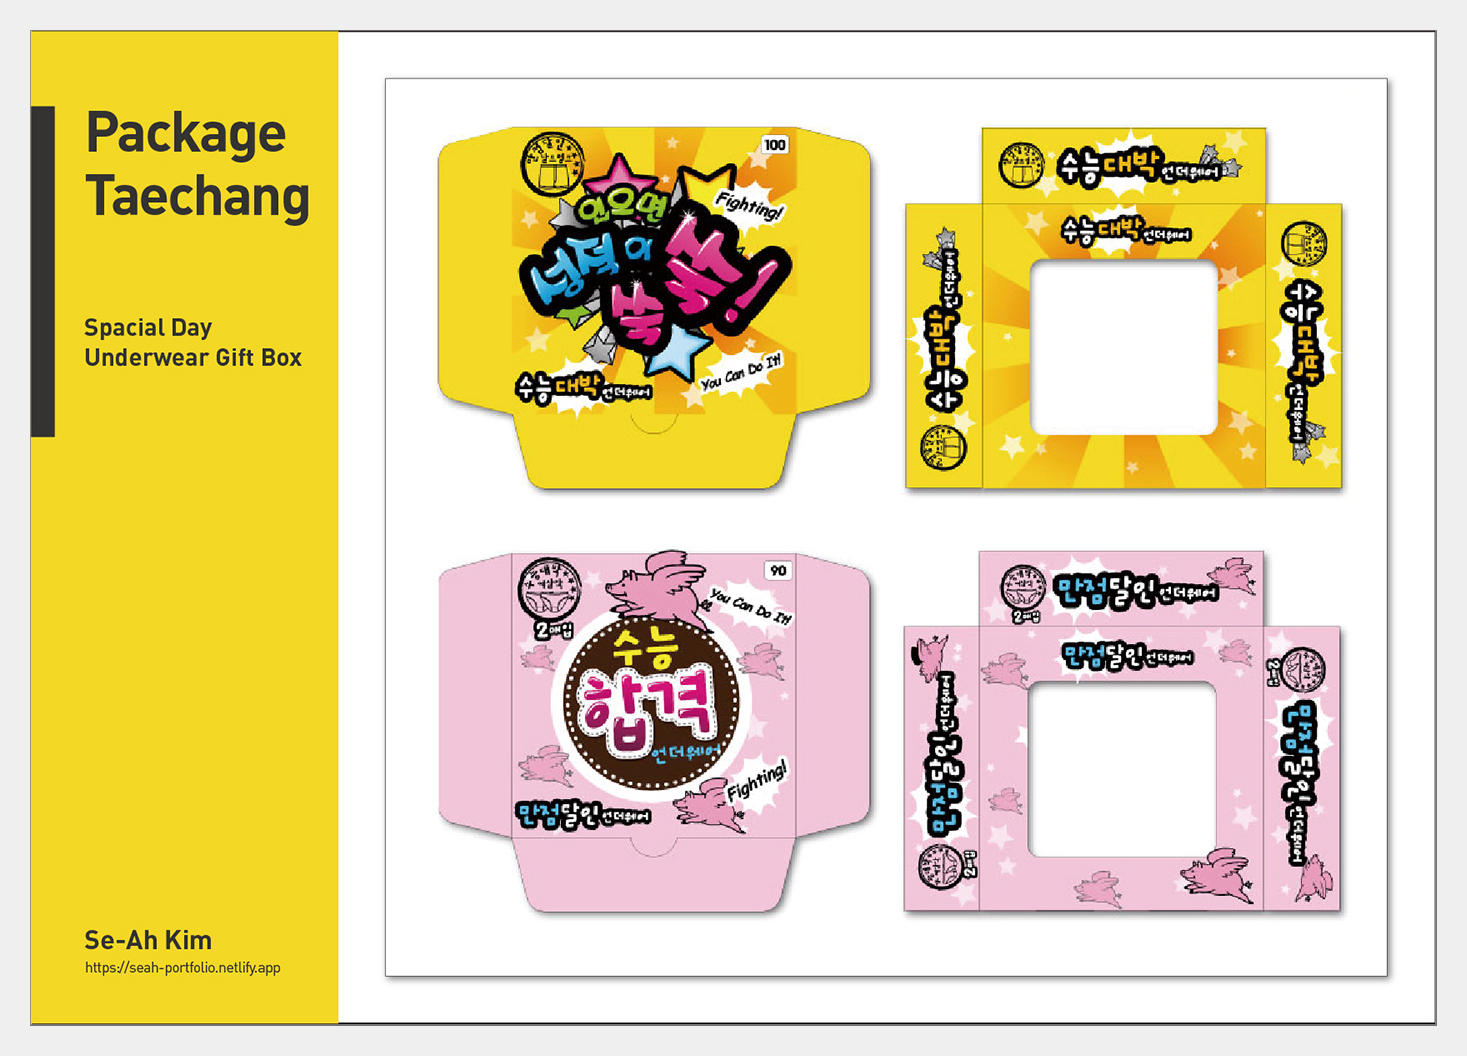 Package
Taechang
Spacial Day
Underwear Gift Box
Se-Ah Kim
https://seah-portfolio.netlify.app
100
입으면
성적이
쑥
쑥!
Fighting!
You Can Do It!
수능대박언더웨어
수능대박언더웨어
수능대박언더웨어
수능대박언더웨어
수능대박언더웨어
90
2매입
You Can Do It!
수능
합격
언더웨어
Fighting!
만점달인언더웨어
2매입
만점달인언더웨어
만점달인언더웨어
만점달인언더웨어
2매입
2매입
만점달인언더웨어